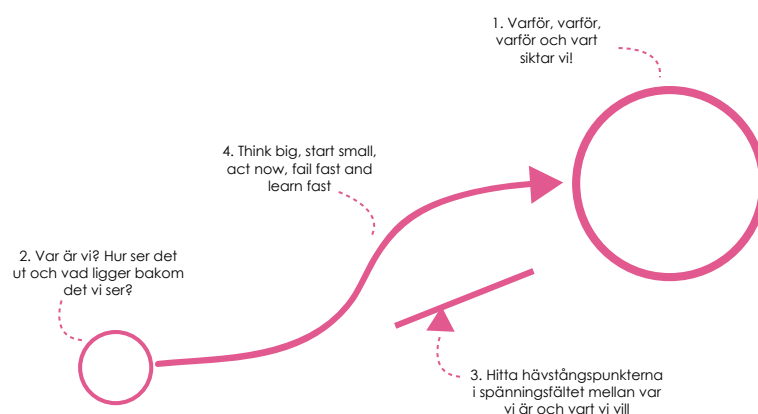 1. Varför, varför,
varför och vart
siktar vi!
4. Think big, start small,
act now, fail fast and
learn fast
2. Var är vi? Hur ser det
ut och vad ligger bakom
det vi ser?
3. Hitta hävstångspunkterna
i spänningsfältet mellan var
vi är och vart vi vill